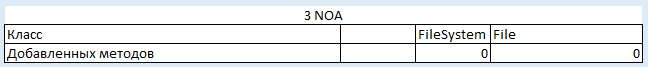 3 NOA
Класс FileSystem File
Добавленных методов 0 0